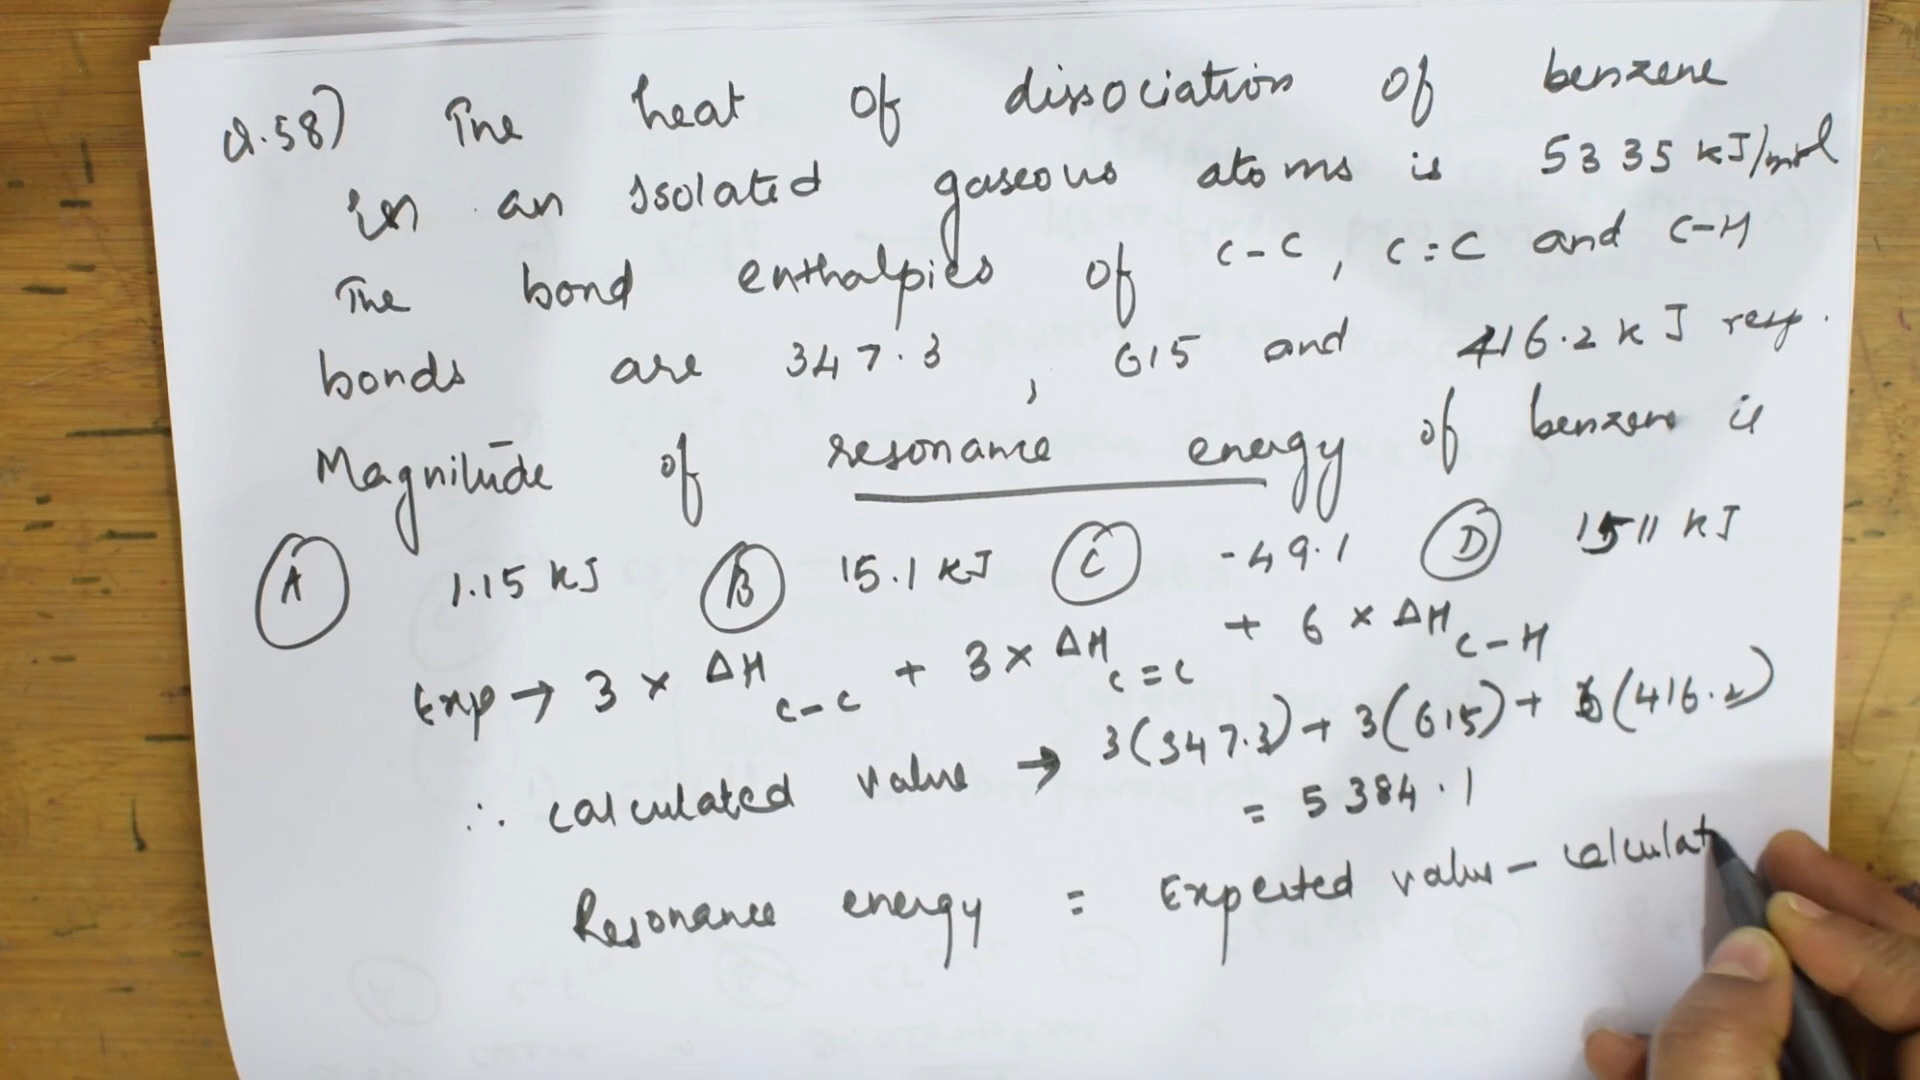 Q.58) The heat of dissociation of benzene
in an isolated gaseous atoms is 5335 kJ/mol
The bond enthalpies of C-C, C=C and C-H
bonds are 347.3, 615 and 416.2 kJ resp.
Magnitude of resonance energy of benzene is
A 1.15 kJ B 15.1 kJ C -49.1 D 1511 kJ
Exp → 3 × ΔH C-C + 3 × ΔH C=C + 6 × ΔH C-H
∴ calculated value → 3(347.3) + 3(615) + 6(416.2)
= 5384.1
Resonance energy = Expected value - calculat